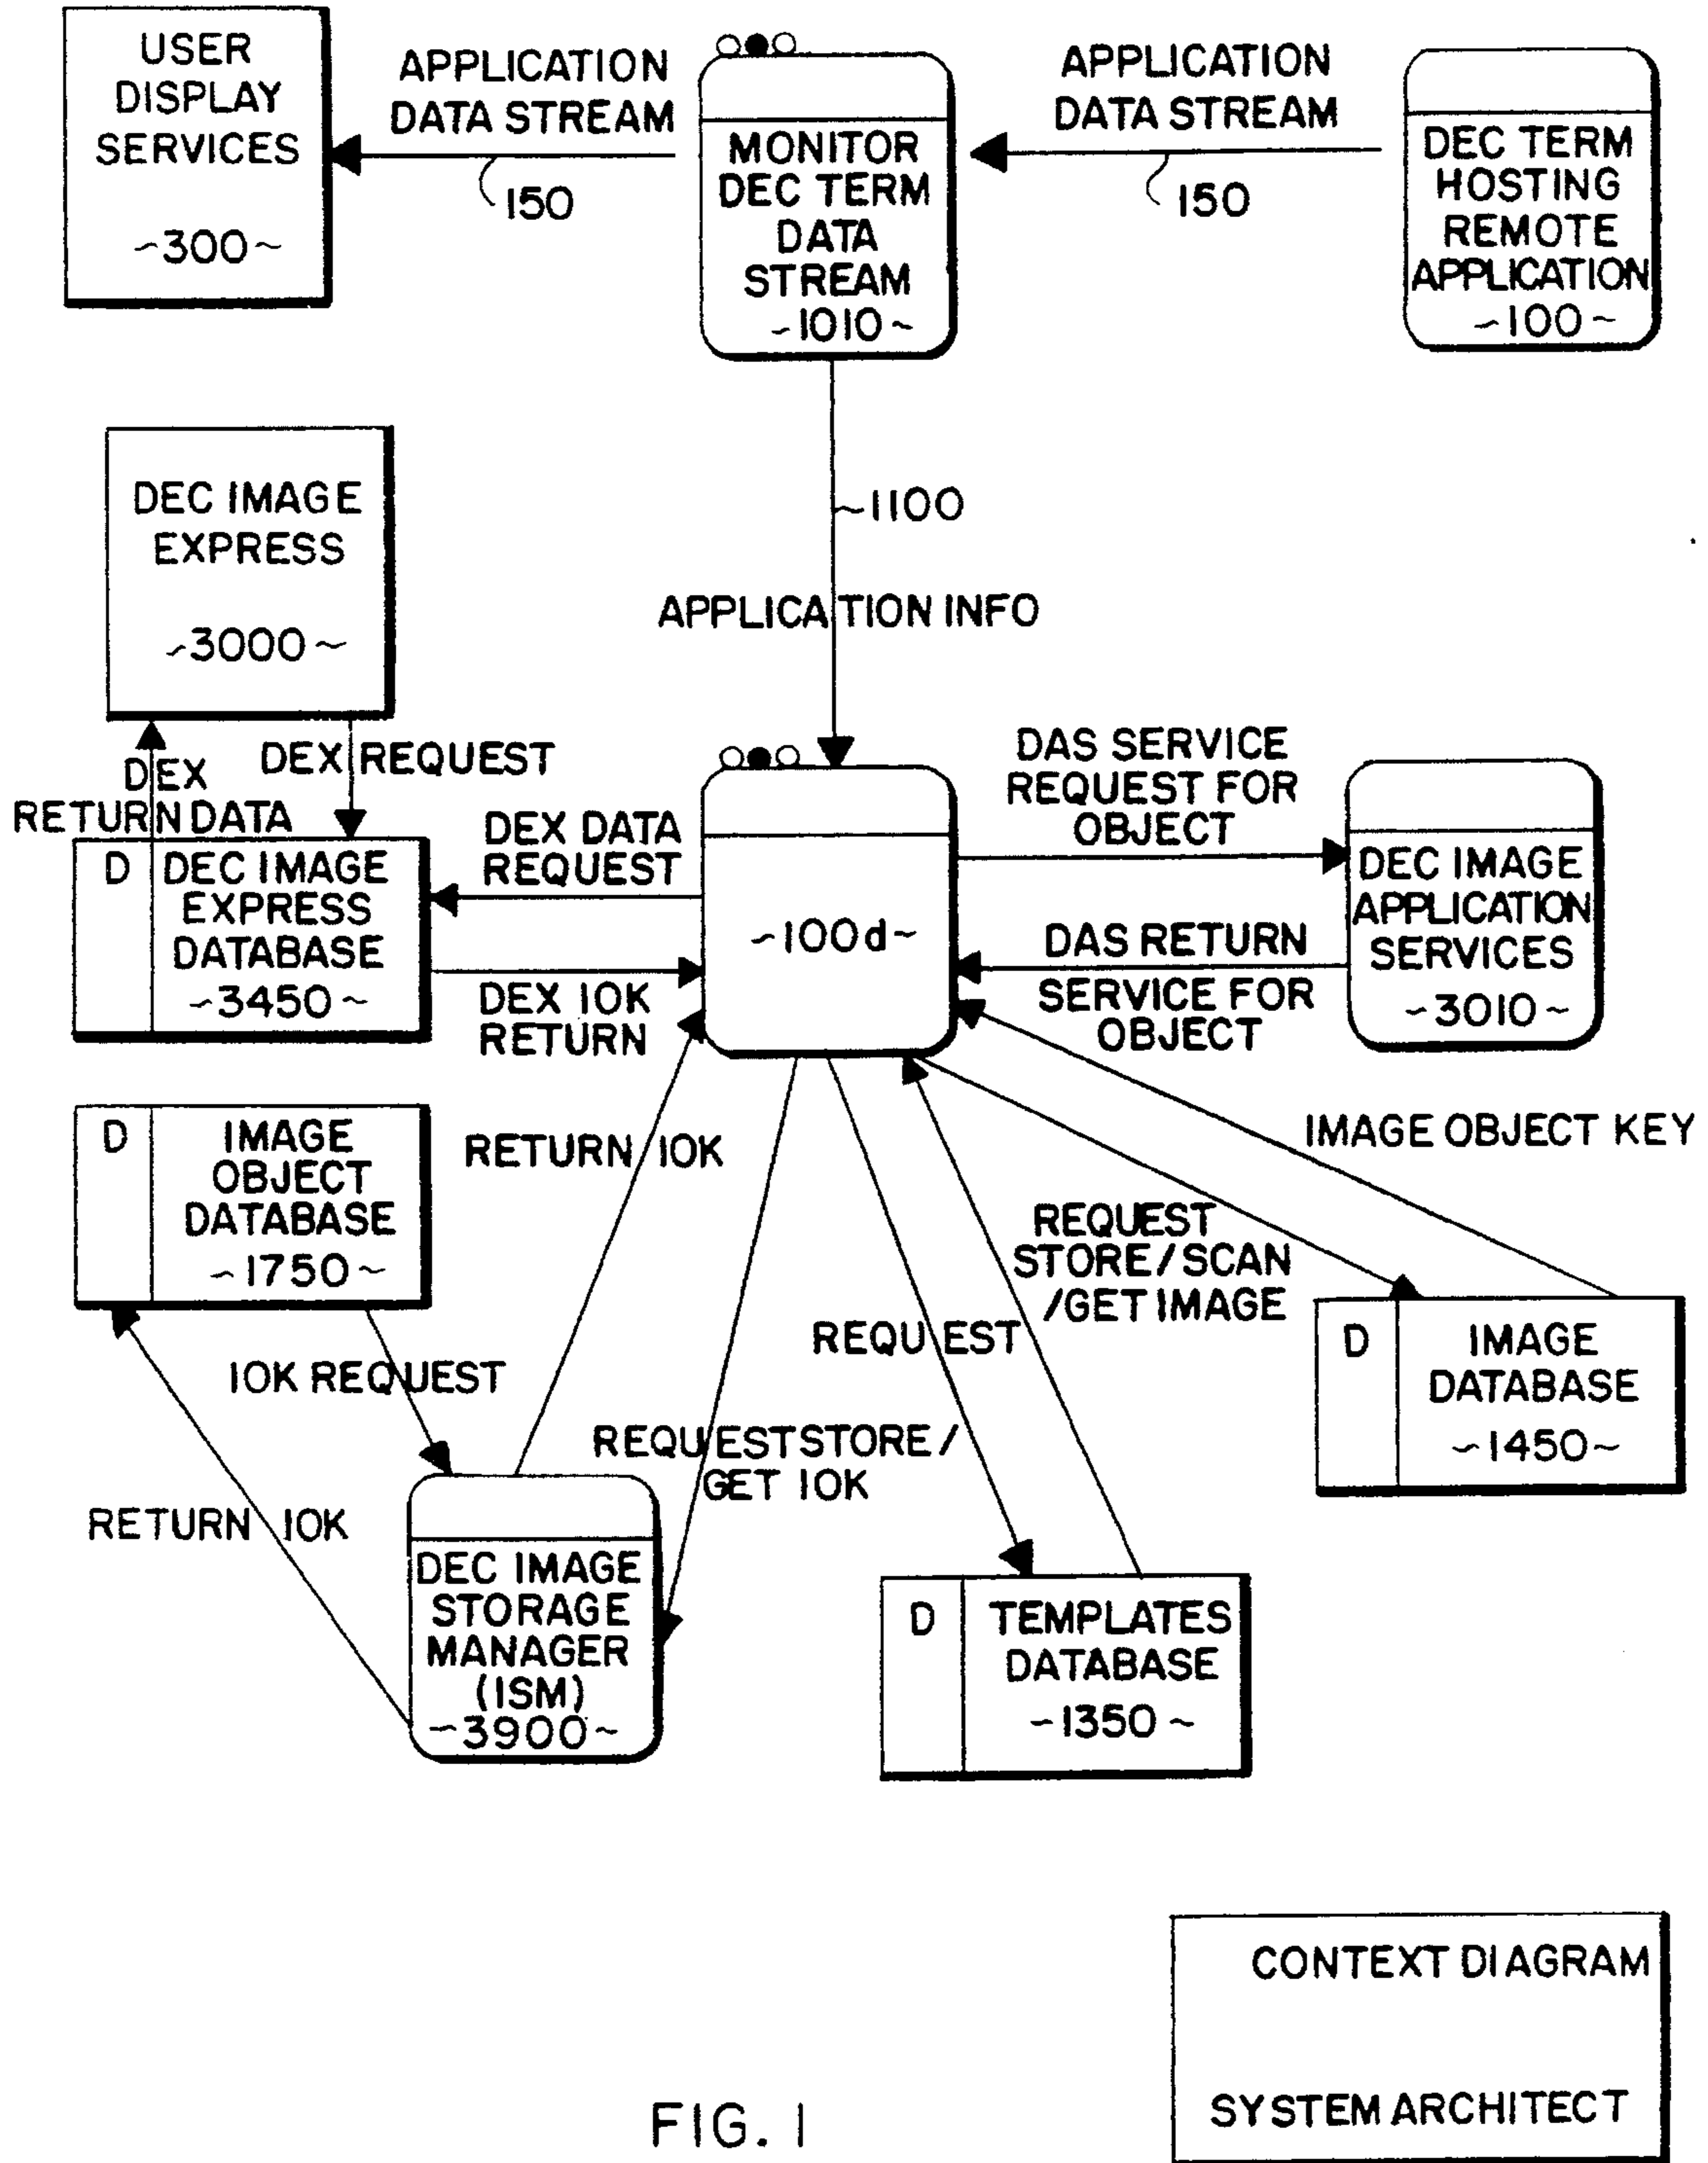 USER
DISPLAY
SERVICES
~300~
APPLICATION
DATA STREAM
150
MONITOR
DEC TERM
DATA
STREAM
~1010~
APPLICATION
DATA STREAM
150
DEC TERM
HOSTING
REMOTE
APPLICATION
~100~
~1100
APPLICATION INFO
DEC IMAGE
EXPRESS
~3000~
DEX
RETURN DATA
DEX REQUEST
D
DEC IMAGE
EXPRESS
DATABASE
~3450~
DEX DATA
REQUEST
DEX IOK
RETURN
~100d~
DAS SERVICE
REQUEST FOR
OBJECT
DAS RETURN
SERVICE FOR
OBJECT
DEC IMAGE
APPLICATION
SERVICES
~3010~
D
IMAGE
OBJECT
DATABASE
~1750~
RETURN IOK
IMAGE OBJECT KEY
REQUEST
STORE/SCAN
/GET IMAGE
REQUEST
IOK REQUEST
REQUEST STORE/
GET IOK
RETURN IOK
D
IMAGE
DATABASE
~1450~
DEC IMAGE
STORAGE
MANAGER
(ISM)
~3900~
D
TEMPLATES
DATABASE
~1350~
CONTEXT DIAGRAM
SYSTEM ARCHITECT
FIG. 1